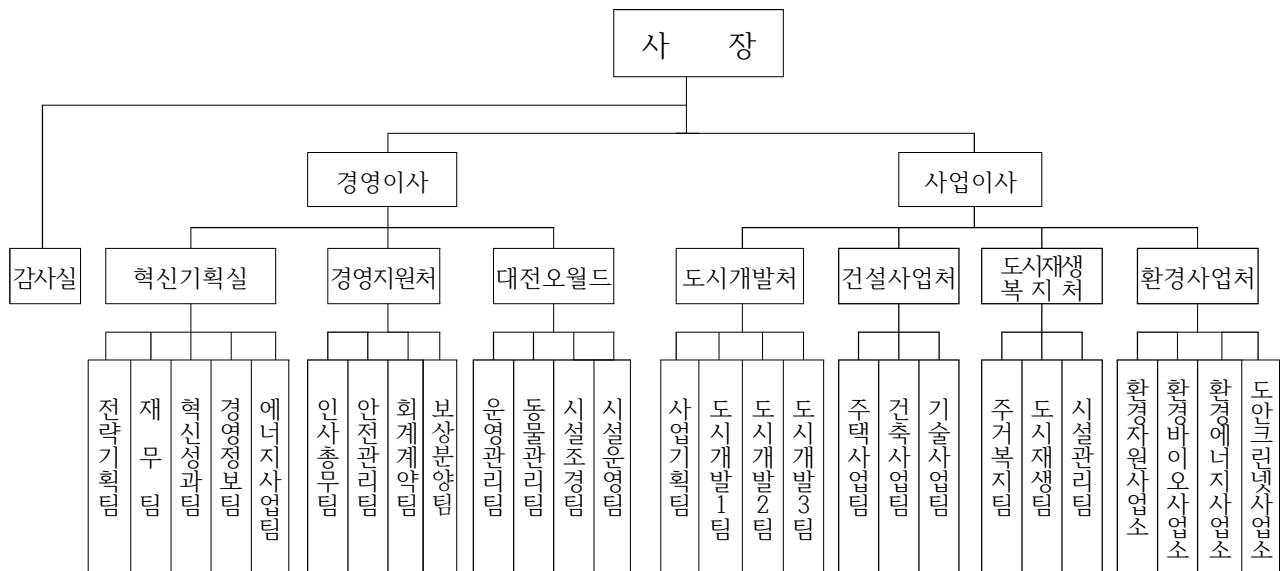 사 장
경영이사
사업이사
감사실
혁신기획실
경영지원처
대전오월드
도시개발처
건설사업처
도시재생
복 지 처
환경사업처
전략기획팀
재 무 팀
혁신성과팀
경영정보팀
에너지사업팀
인사총무팀
안전관리팀
회계계약팀
보상분양팀
운영관리팀
동물관리팀
시설조경팀
시설운영팀
사업기획팀
도시개발1팀
도시개발2팀
도시개발3팀
주택사업팀
건축사업팀
기술사업팀
주거복지팀
도시재생팀
시설관리팀
환경자원사업소
환경바이오사업소
환경에너지사업소
도안크린넷사업소